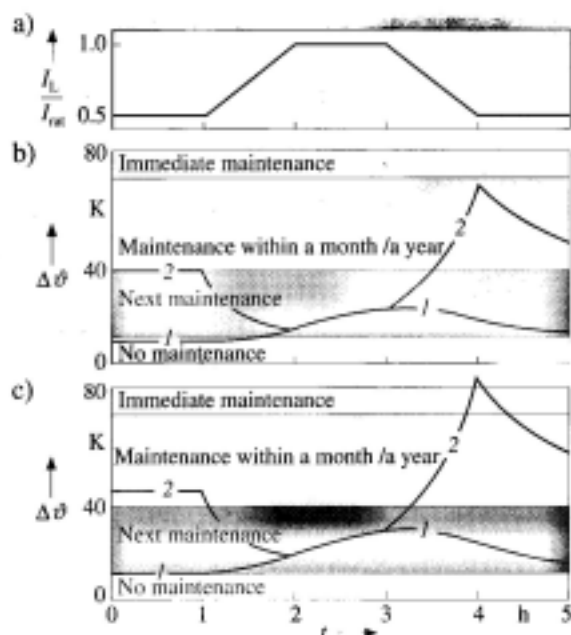 a)
1.0
I_L
I_rat
0.5
b)
80
Immediate maintenance
K
Maintenance within a month /a year
2
Δϑ
40
2
Next maintenance
1
1
No maintenance
0
c)
80
Immediate maintenance
K
2
Maintenance within a month /a year
2
Δϑ
40
1
Next maintenance
1
No maintenance
0
0 1 2 3 4 h 5
t